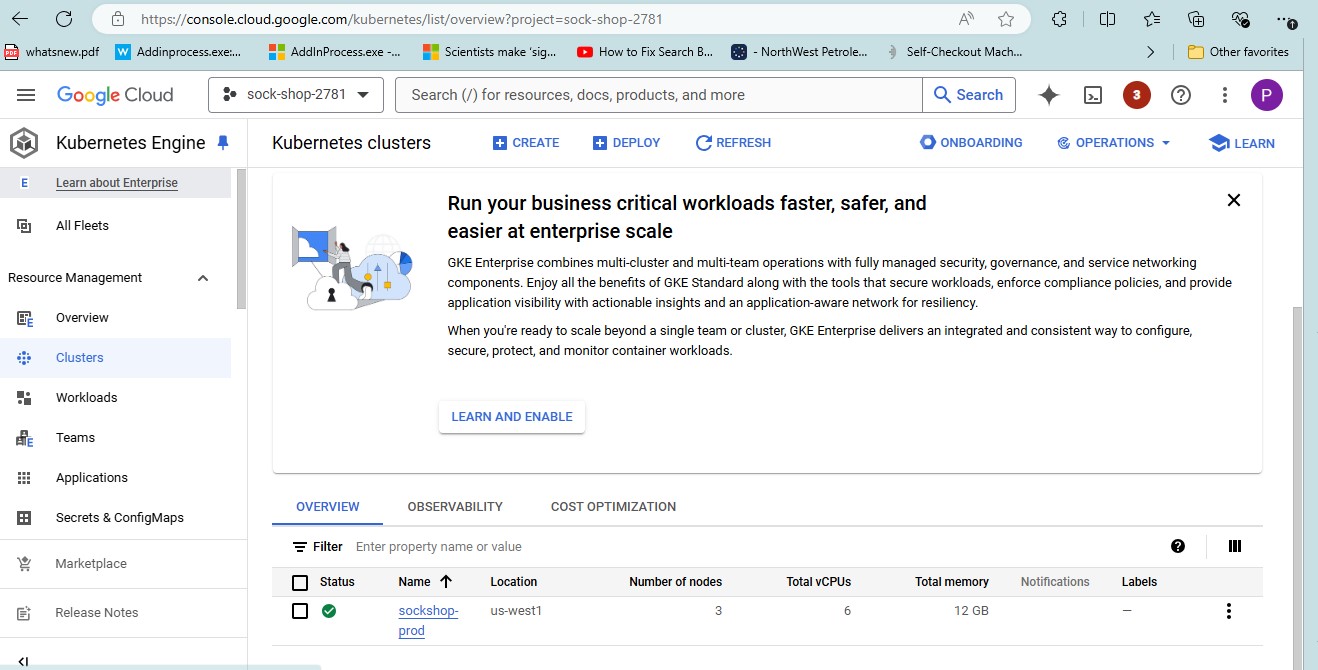 https://console.cloud.google.com/kubernetes/list/overview?project=sock-shop-2781
whatsnew.pdf
Addinprocess.exe:...
AddInProcess.exe -...
Scientists make 'sig...
How to Fix Search B...
- NorthWest Petrole...
Self-Checkout Mach...
Other favorites
Google Cloud
sock-shop-2781
Search (/) for resources, docs, products, and more
Search
3
P
Kubernetes Engine
Kubernetes clusters
CREATE
DEPLOY
REFRESH
ONBOARDING
OPERATIONS
LEARN
E
Learn about Enterprise
All Fleets
Resource Management
Overview
Clusters
Workloads
Teams
Applications
Secrets & ConfigMaps
Marketplace
Release Notes
Run your business critical workloads faster, safer, and
easier at enterprise scale
GKE Enterprise combines multi-cluster and multi-team operations with fully managed security, governance, and service networking
components. Enjoy all the benefits of GKE Standard along with the tools that secure workloads, enforce compliance policies, and provide
application visibility with actionable insights and an application-aware network for resiliency.
When you're ready to scale beyond a single team or cluster, GKE Enterprise delivers an integrated and consistent way to configure,
secure, protect, and monitor container workloads.
LEARN AND ENABLE
OVERVIEW
OBSERVABILITY
COST OPTIMIZATION
Filter Enter property name or value
Status Name Location Number of nodes Total vCPUs Total memory Notifications Labels
sockshop- us-west1 3 6 12 GB —
prod